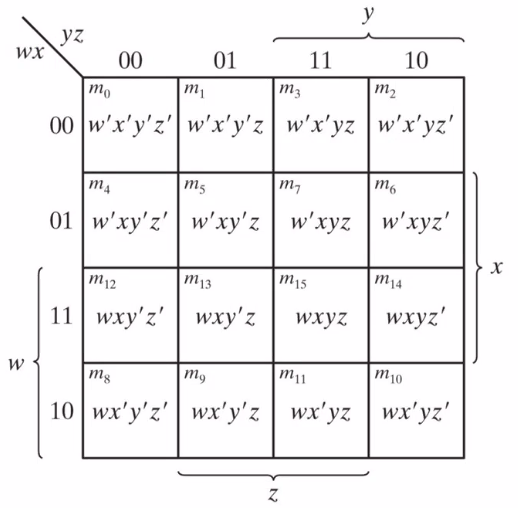 y
yz
wx
00 01 11 10
m₀ m₁ m₃ m₂
00 w'x'y'z' w'x'y'z w'x'yz w'x'yz'
m₄ m₅ m₇ m₆
01 w'xy'z' w'xy'z w'xyz w'xyz'
x
m₁₂ m₁₃ m₁₅ m₁₄
11 wxy'z' wxy'z wxyz wxyz'
w
m₈ m₉ m₁₁ m₁₀
10 wx'y'z' wx'y'z wx'yz wx'yz'
z